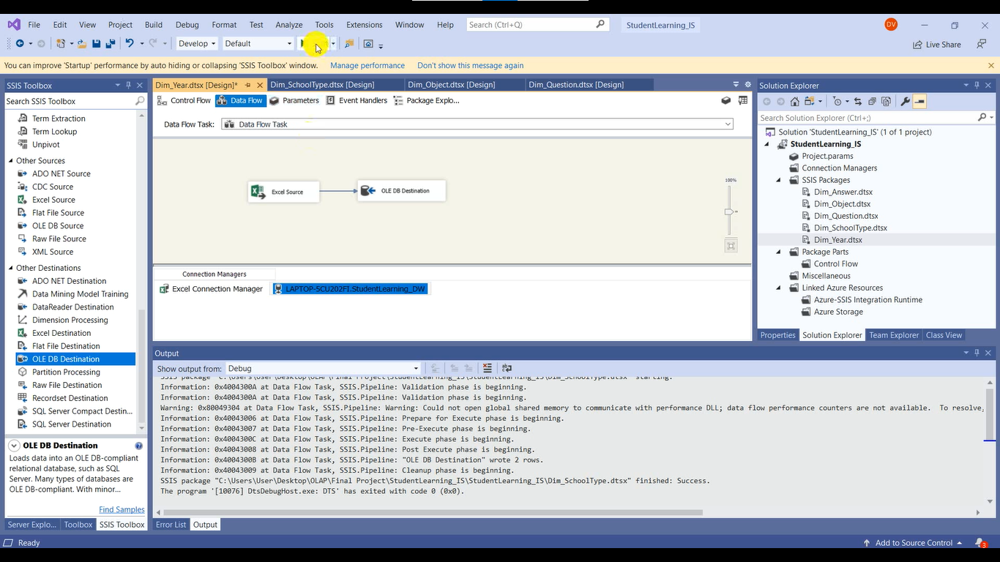 File Edit View Project Build Debug Format Test Analyze Tools Extensions Window Help Search (Ctrl+Q) StudentLearning_IS DV
Develop Default Live Share
You can improve 'Startup' performance by auto hiding or collapsing 'SSIS Toolbox' window. Manage performance Don't show this message again
SSIS Toolbox
Search SSIS Toolbox
Term Extraction
Term Lookup
Unpivot
Other Sources
ADO NET Source
CDC Source
Excel Source
Flat File Source
OLE DB Source
Raw File Source
XML Source
Other Destinations
ADO NET Destination
Data Mining Model Training
DataReader Destination
Dimension Processing
Excel Destination
Flat File Destination
OLE DB Destination
Partition Processing
Raw File Destination
Recordset Destination
SQL Server Compact Destin...
SQL Server Destination
OLE DB Destination
Loads data into an OLE DB-compliant
relational database, such as SQL
Server. Many types of databases are
OLE DB-compliant. With minor...
Find Samples
Server Explo... Toolbox SSIS Toolbox
Dim_Year.dtsx [Design]* Dim_SchoolType.dtsx [Design] Dim_Object.dtsx [Design] Dim_Question.dtsx [Design]
Control Flow Data Flow Parameters Event Handlers Package Explo...
Data Flow Task: Data Flow Task
Excel Source OLE DB Destination
100%
Connection Managers
Excel Connection Manager LAPTOP-5CU202FI.StudentLearning_DW
Output
Show output from: Debug
SSIS package "C:\Users\User\Desktop\OLAP\Final Project\StudentLearning_IS\StudentLearning_IS\Dim_SchoolType.dtsx" starting.
Information: 0x4004300A at Data Flow Task, SSIS.Pipeline: Validation phase is beginning.
Information: 0x4004300A at Data Flow Task, SSIS.Pipeline: Validation phase is beginning.
Warning: 0x80049304 at Data Flow Task, SSIS.Pipeline: Warning: Could not open global shared memory to communicate with performance DLL; data flow performance counters are not available.  To resolve,
Information: 0x40043006 at Data Flow Task, SSIS.Pipeline: Prepare for Execute phase is beginning.
Information: 0x40043007 at Data Flow Task, SSIS.Pipeline: Pre-Execute phase is beginning.
Information: 0x4004300C at Data Flow Task, SSIS.Pipeline: Execute phase is beginning.
Information: 0x40043008 at Data Flow Task, SSIS.Pipeline: Post Execute phase is beginning.
Information: 0x4004300B at Data Flow Task, SSIS.Pipeline: "OLE DB Destination" wrote 2 rows.
Information: 0x40043009 at Data Flow Task, SSIS.Pipeline: Cleanup phase is beginning.
SSIS package "C:\Users\User\Desktop\OLAP\Final Project\StudentLearning_IS\StudentLearning_IS\Dim_SchoolType.dtsx" finished: Success.
The program '[10076] DtsDebugHost.exe: DTS' has exited with code 0 (0x0).
Error List Output
Solution Explorer
Search Solution Explorer (Ctrl+;)
Solution 'StudentLearning_IS' (1 of 1 project)
StudentLearning_IS
Project.params
Connection Managers
SSIS Packages
Dim_Answer.dtsx
Dim_Object.dtsx
Dim_Question.dtsx
Dim_SchoolType.dtsx
Dim_Year.dtsx
Package Parts
Control Flow
Miscellaneous
Linked Azure Resources
Azure-SSIS Integration Runtime
Azure Storage
Properties Solution Explorer Team Explorer Class View
Ready Add to Source Control 3